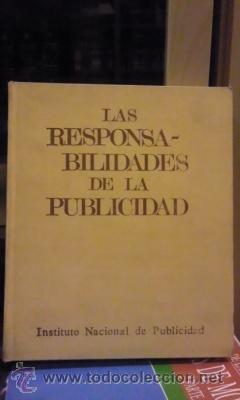 LAS
RESPONSA-
BILIDADES
DE LA
PUBLICIDAD
Instituto Nacional de Publicidad
© www.todocoleccion.net